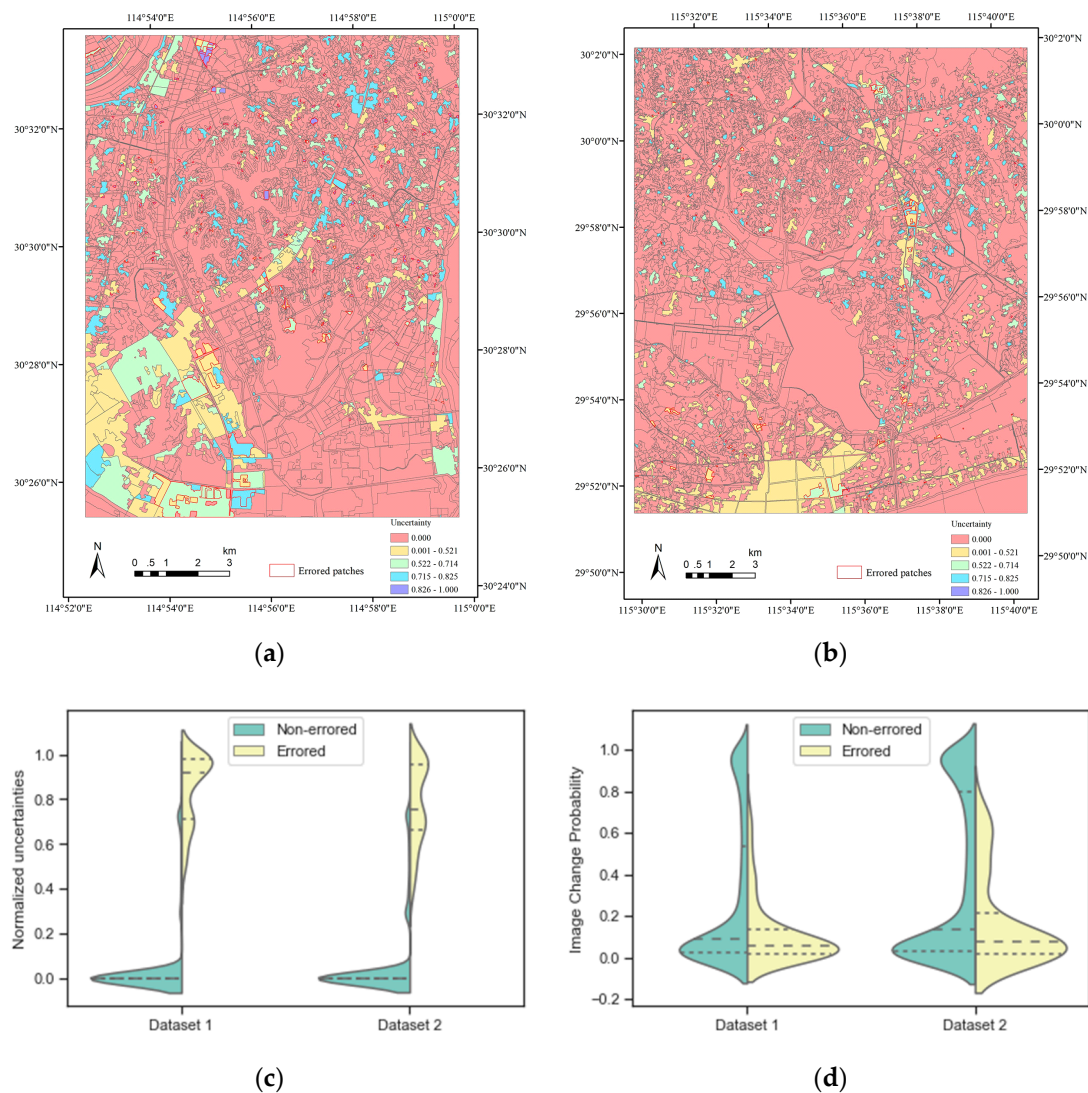 114°54'0"E 114°56'0"E 114°58'0"E 115°0'0"E
30°32'0"N
30°30'0"N
30°28'0"N
30°26'0"N
30°32'0"N
30°30'0"N
30°28'0"N
30°26'0"N
30°24'0"N
N
km
0 .5 1 2 3
Errored patches
Uncertainty
0.000
0.001 - 0.521
0.522 - 0.714
0.715 - 0.825
0.826 - 1.000
114°52'0"E 114°54'0"E 114°56'0"E 114°58'0"E 115°0'0"E
(a)
115°32'0"E 115°34'0"E 115°36'0"E 115°38'0"E 115°40'0"E
30°2'0"N
30°0'0"N
29°58'0"N
29°56'0"N
29°54'0"N
29°52'0"N
29°50'0"N
30°2'0"N
30°0'0"N
29°58'0"N
29°56'0"N
29°54'0"N
29°52'0"N
29°50'0"N
N
km
0 .5 1 2 3
Errored patches
Uncertainty
0.000
0.001 - 0.521
0.522 - 0.714
0.715 - 0.825
0.826 - 1.000
115°30'0"E 115°32'0"E 115°34'0"E 115°36'0"E 115°38'0"E 115°40'0"E
(b)
Normalized uncertainties
1.0
0.8
0.6
0.4
0.2
0.0
Non-errored
Errored
Dataset 1 Dataset 2
(c)
Image Change Probability
1.0
0.8
0.6
0.4
0.2
0.0
−0.2
Non-errored
Errored
Dataset 1 Dataset 2
(d)